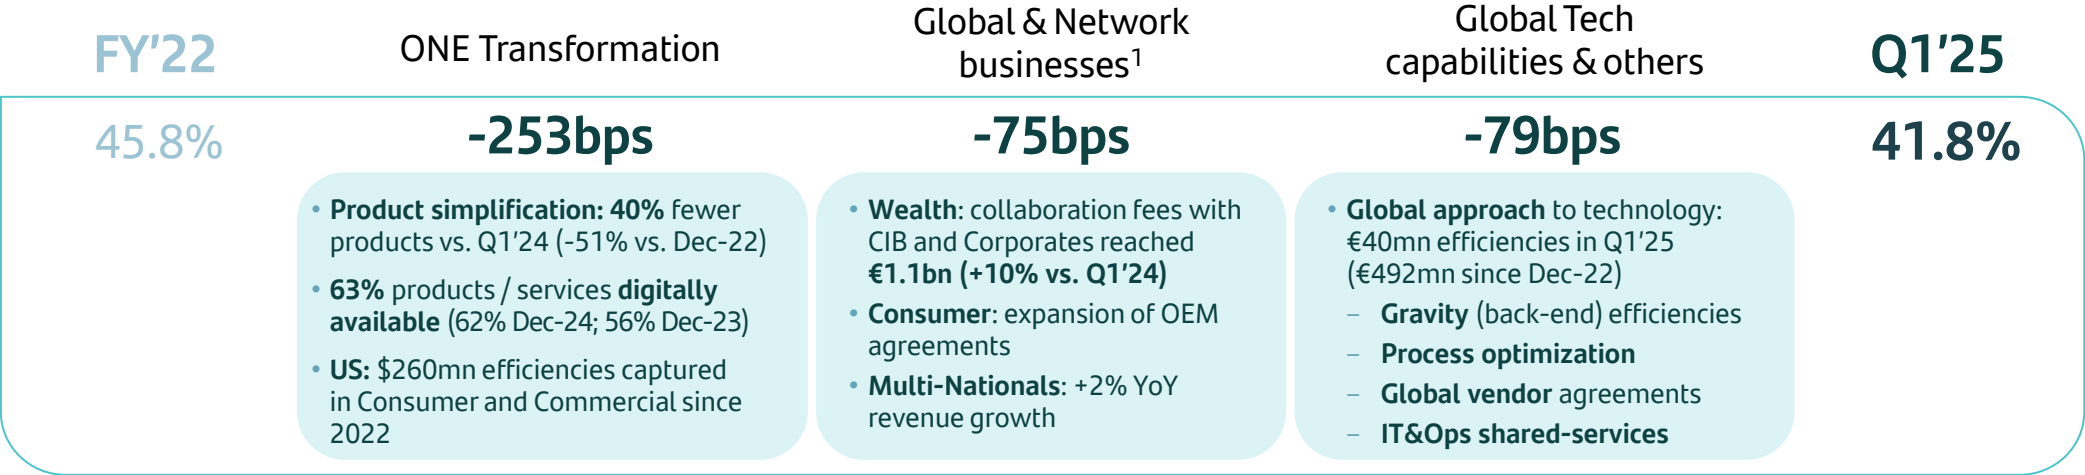 FY'22
ONE Transformation
Global & Network
businesses1
Global Tech
capabilities & others
Q1'25
45.8%
-253bps
-75bps
-79bps
41.8%
• Product simplification: 40% fewer
products vs. Q1'24 (-51% vs. Dec-22)
• 63% products / services digitally
available (62% Dec-24; 56% Dec-23)
• US: $260mn efficiencies captured
in Consumer and Commercial since
2022
• Wealth: collaboration fees with
CIB and Corporates reached
€1.1bn (+10% vs. Q1'24)
• Consumer: expansion of OEM
agreements
• Multi-Nationals: +2% YoY
revenue growth
• Global approach to technology:
€40mn efficiencies in Q1'25
(€492mn since Dec-22)
– Gravity (back-end) efficiencies
– Process optimization
– Global vendor agreements
– IT&Ops shared-services